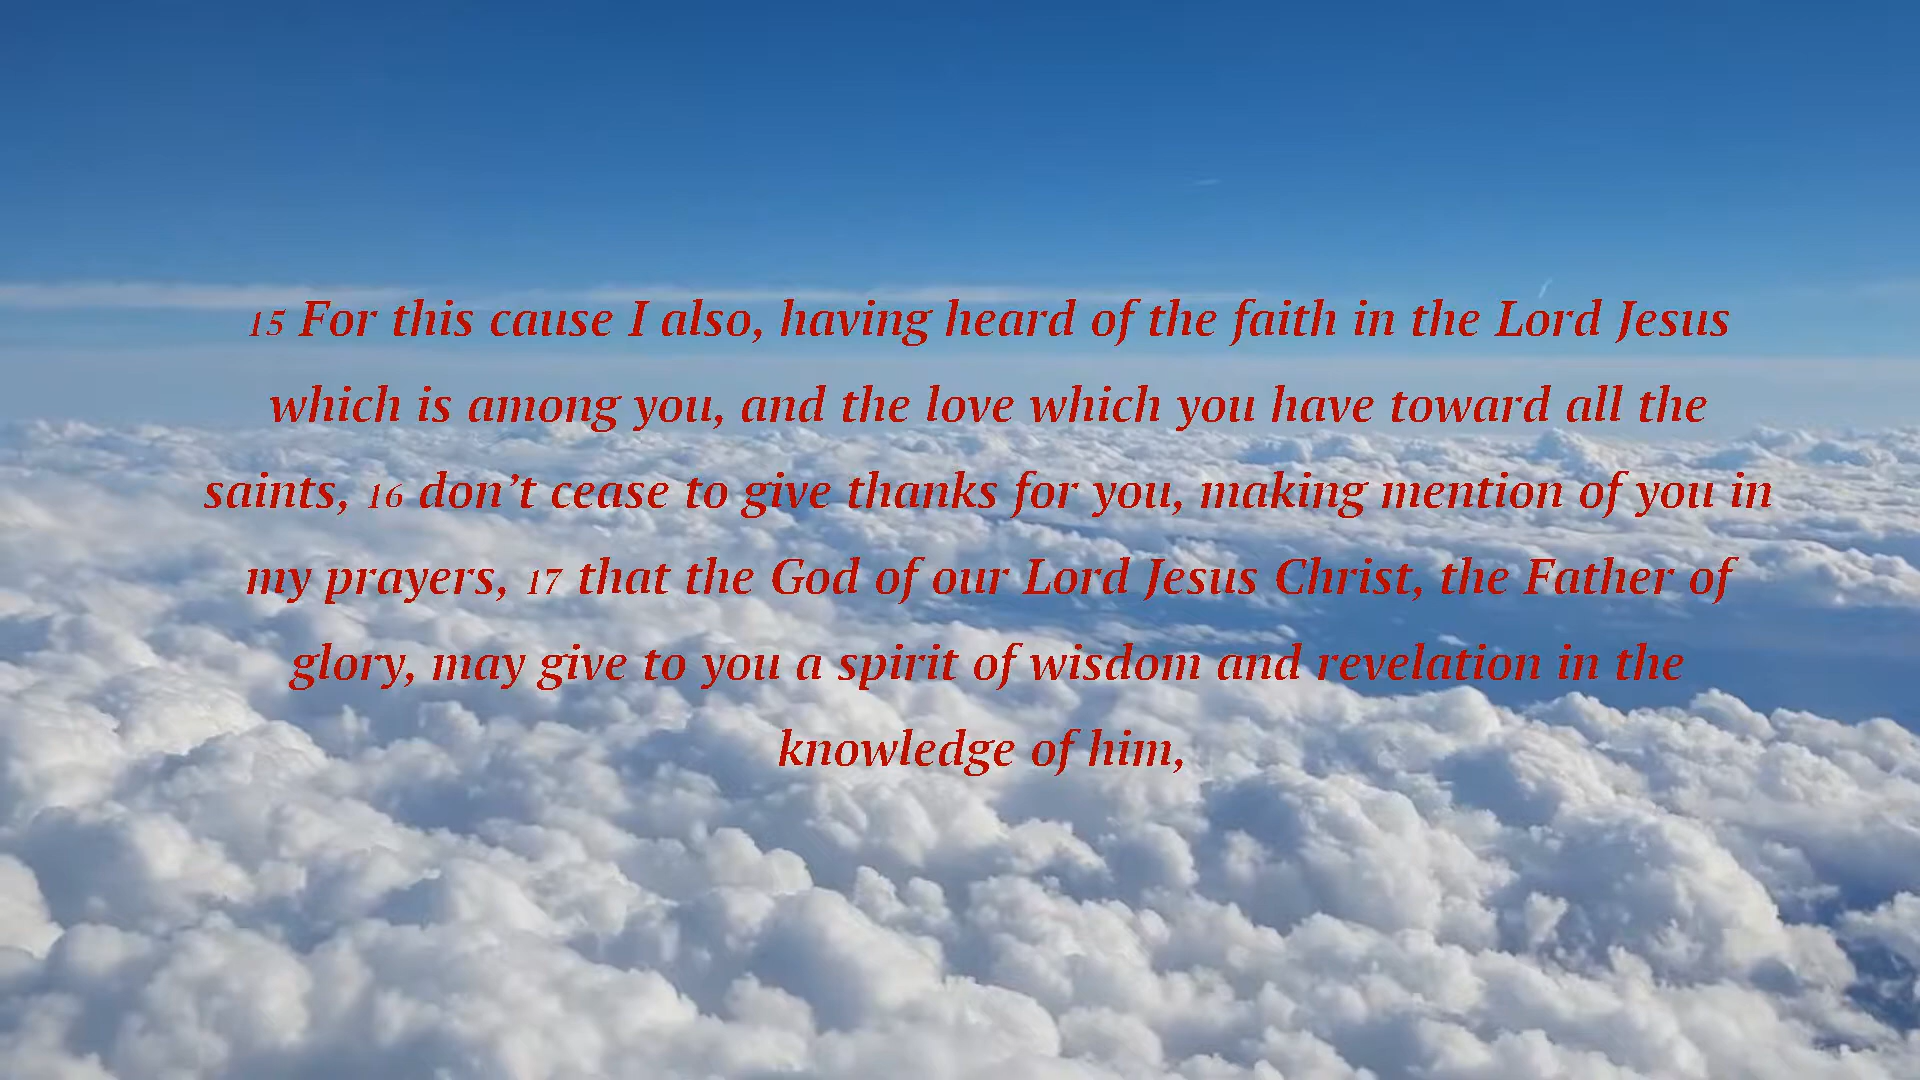 15 For this cause I also, having heard of the faith in the Lord Jesus
which is among you, and the love which you have toward all the
saints, 16 don’t cease to give thanks for you, making mention of you in
my prayers, 17 that the God of our Lord Jesus Christ, the Father of
glory, may give to you a spirit of wisdom and revelation in the
knowledge of him,